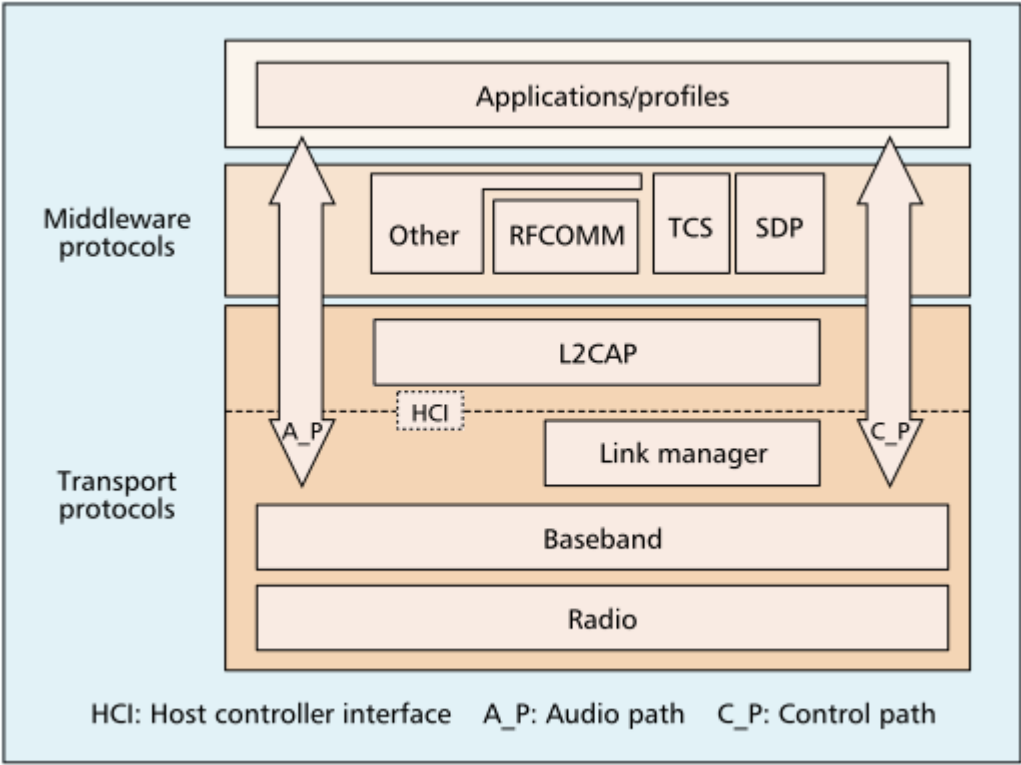 Applications/profiles
Middleware
protocols
Other
RFCOMM
TCS
SDP
L2CAP
HCI
A_P
C_P
Link manager
Transport
protocols
Baseband
Radio
HCI: Host controller interface A_P: Audio path C_P: Control path